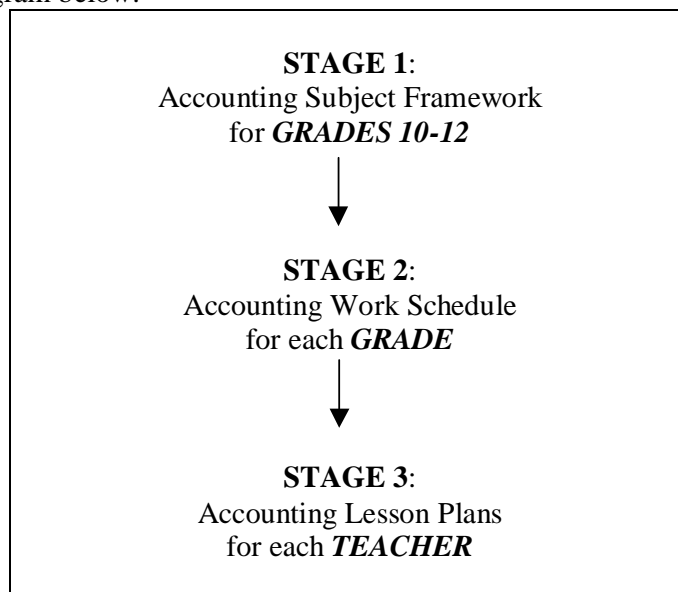 below.
STAGE 1:
Accounting Subject Framework
for GRADES 10-12
STAGE 2:
Accounting Work Schedule
for each GRADE
STAGE 3:
Accounting Lesson Plans
for each TEACHER